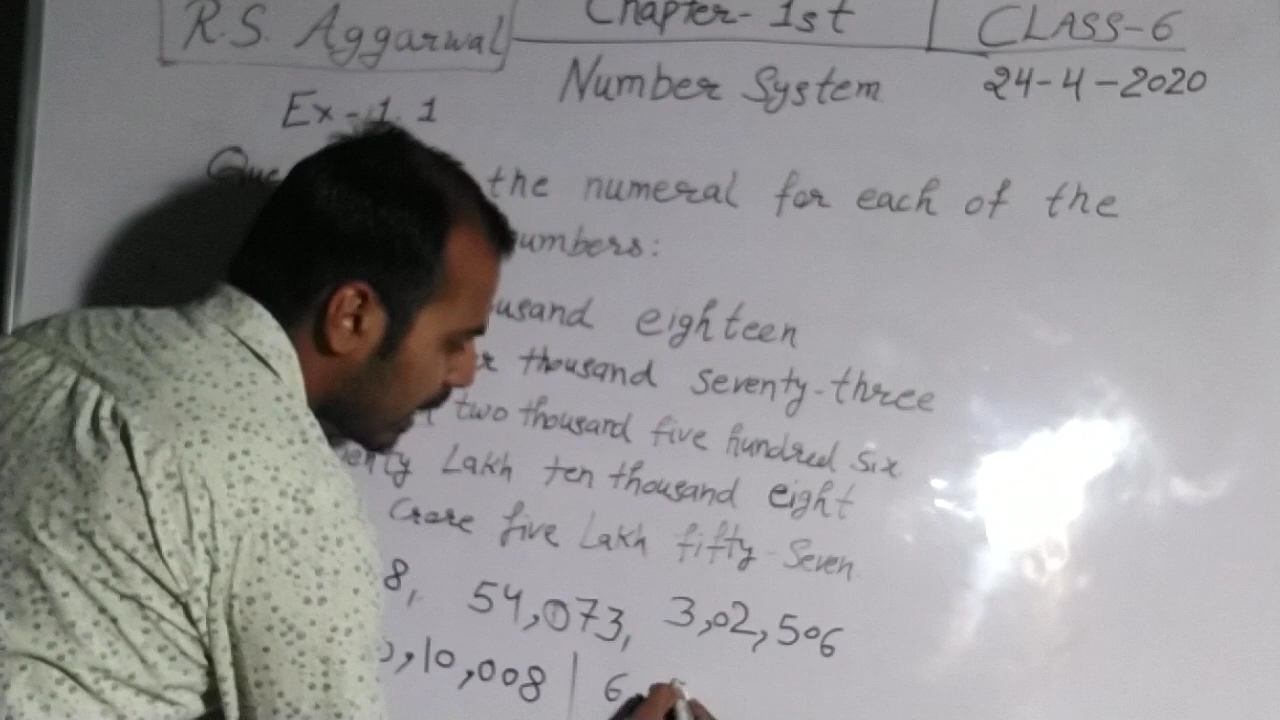 R.S. Aggarwal Chapter-1st CLASS-6
Number System 24-4-2020
Ex-1.1
the numeral for each of the
umbers:
usand eighteen
thousand seventy-three
two thousand five hundred six
enty Lakh ten thousand eight
Crore five Lakh fifty-Seven
8, 54,073, 3,02,506
,10,008 | 6